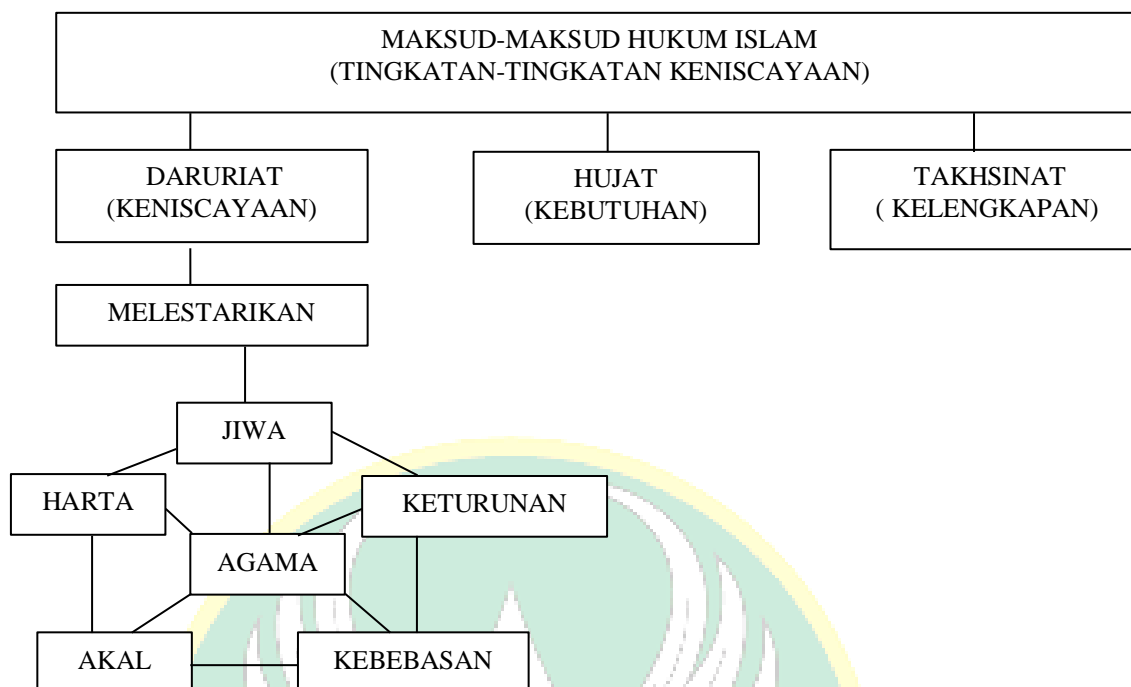 MAKSUD-MAKSUD HUKUM ISLAM
(TINGKATAN-TINGKATAN KENISCAYAAN)
DARURIAT
(KENISCAYAAN)
HUJAT
(KEBUTUHAN)
TAKHSINAT
( KELENGKAPAN)
MELESTARIKAN
JIWA
HARTA
KETURUNAN
AGAMA
AKAL
KEBEBASAN